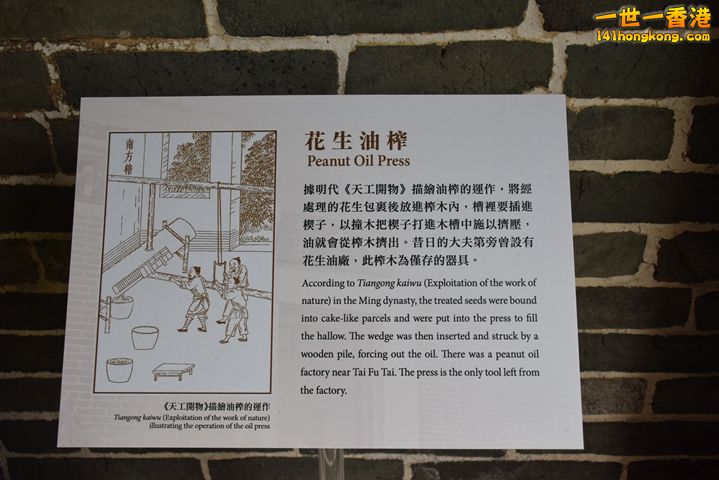 一世一香港
141hongkong.com
南方榨
花生油榨
Peanut Oil Press
據明代《天工開物》描繪油榨的運作，將經
處理的花生包裹後放進榨木內，槽裡要插進
楔子，以撞木把楔子打進木槽中施以擠壓，
油就會從榨木擠出。昔日的大夫第旁曾設有
花生油廠，此榨木為僅存的器具。
According to Tiangong kaiwu (Exploitation of the work of
nature) in the Ming dynasty, the treated seeds were bound
into cake-like parcels and were put into the press to fill
the hallow. The wedge was then inserted and struck by a
wooden pile, forcing out the oil. There was a peanut oil
factory near Tai Fu Tai. The press is the only tool left from
the factory.
《天工開物》描繪油榨的運作
Tiangong kaiwu (Exploitation of the work of nature)
illustrating the operation of the oil press